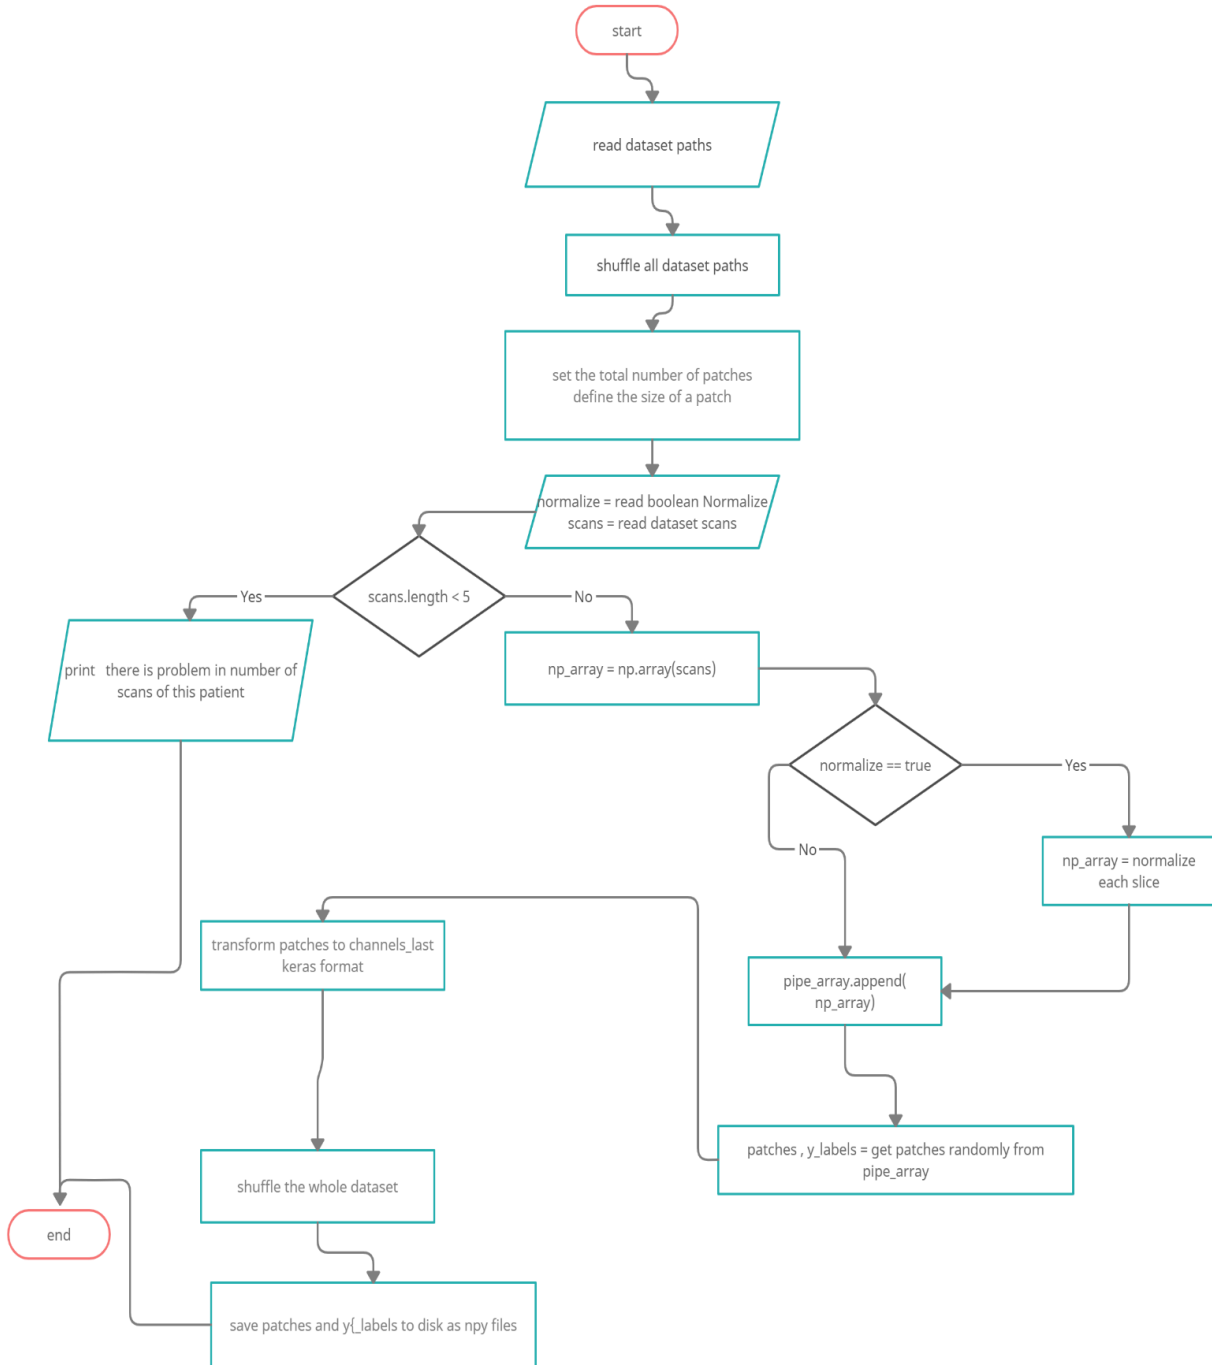 start
read dataset paths
shuffle all dataset paths
set the total number of patches
define the size of a patch
normalize = read boolean Normalize
scans = read dataset scans
scans.length < 5
Yes
No
print   there is problem in number of
scans of this patient
np_array = np.array(scans)
normalize == true
Yes
No
np_array = normalize
each slice
transform patches to channels_last
keras format
pipe_array.append(
np_array)
patches , y_labels = get patches randomly from
pipe_array
shuffle the whole dataset
end
save patches and y{_labels to disk as npy files